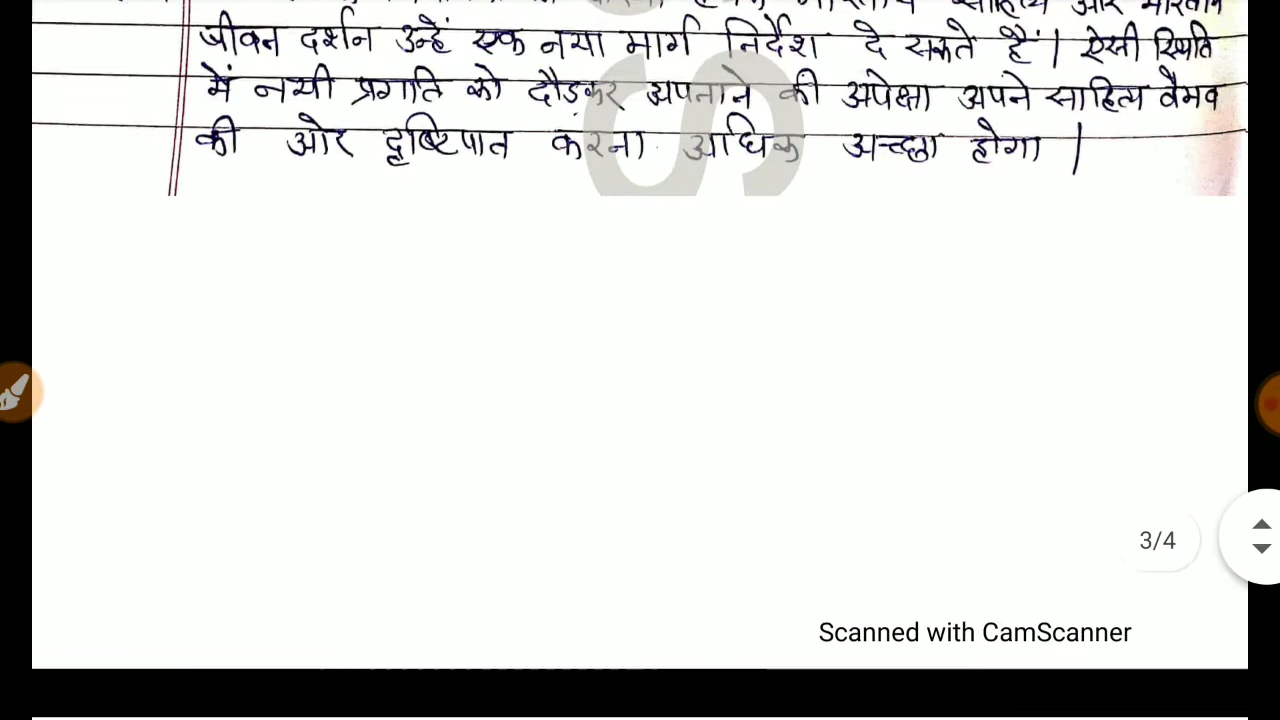 साहित्य और
जीवन दर्शन उन्हें एक नया मार्ग निर्देश दे सकते हैं। ऐसी स्थिति
में नयी प्रगति को दौड़कर अपनाने की अपेक्षा अपने साहित्य वैभव
की ओर दृष्टिपात करना अधिक अच्छा होगा।
3/4
Scanned with CamScanner